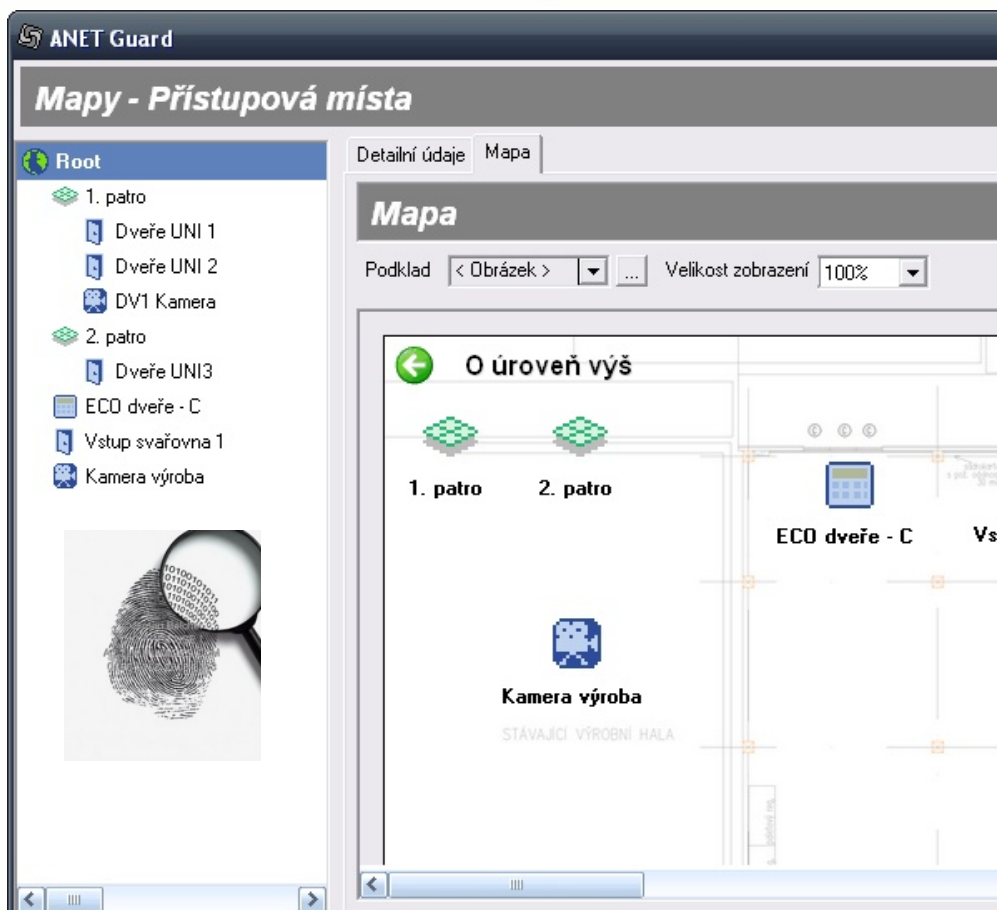 ANET Guard
Mapy - Přístupová místa
Root
1. patro
Dveře UNI 1
Dveře UNI 2
DV1 Kamera
2. patro
Dveře UNI3
ECO dveře - C
Vstup svařovna 1
Kamera výroba
10100101011
Detailní údaje
Mapa
Mapa
Podklad
< Obrázek >
...
Velikost zobrazení
100%
O úroveň výš
1. patro
2. patro
© © ©
ECO dveře - C
Vs
Kamera výroba
STÁVAJÍCÍ VÝROBNÍ HALA